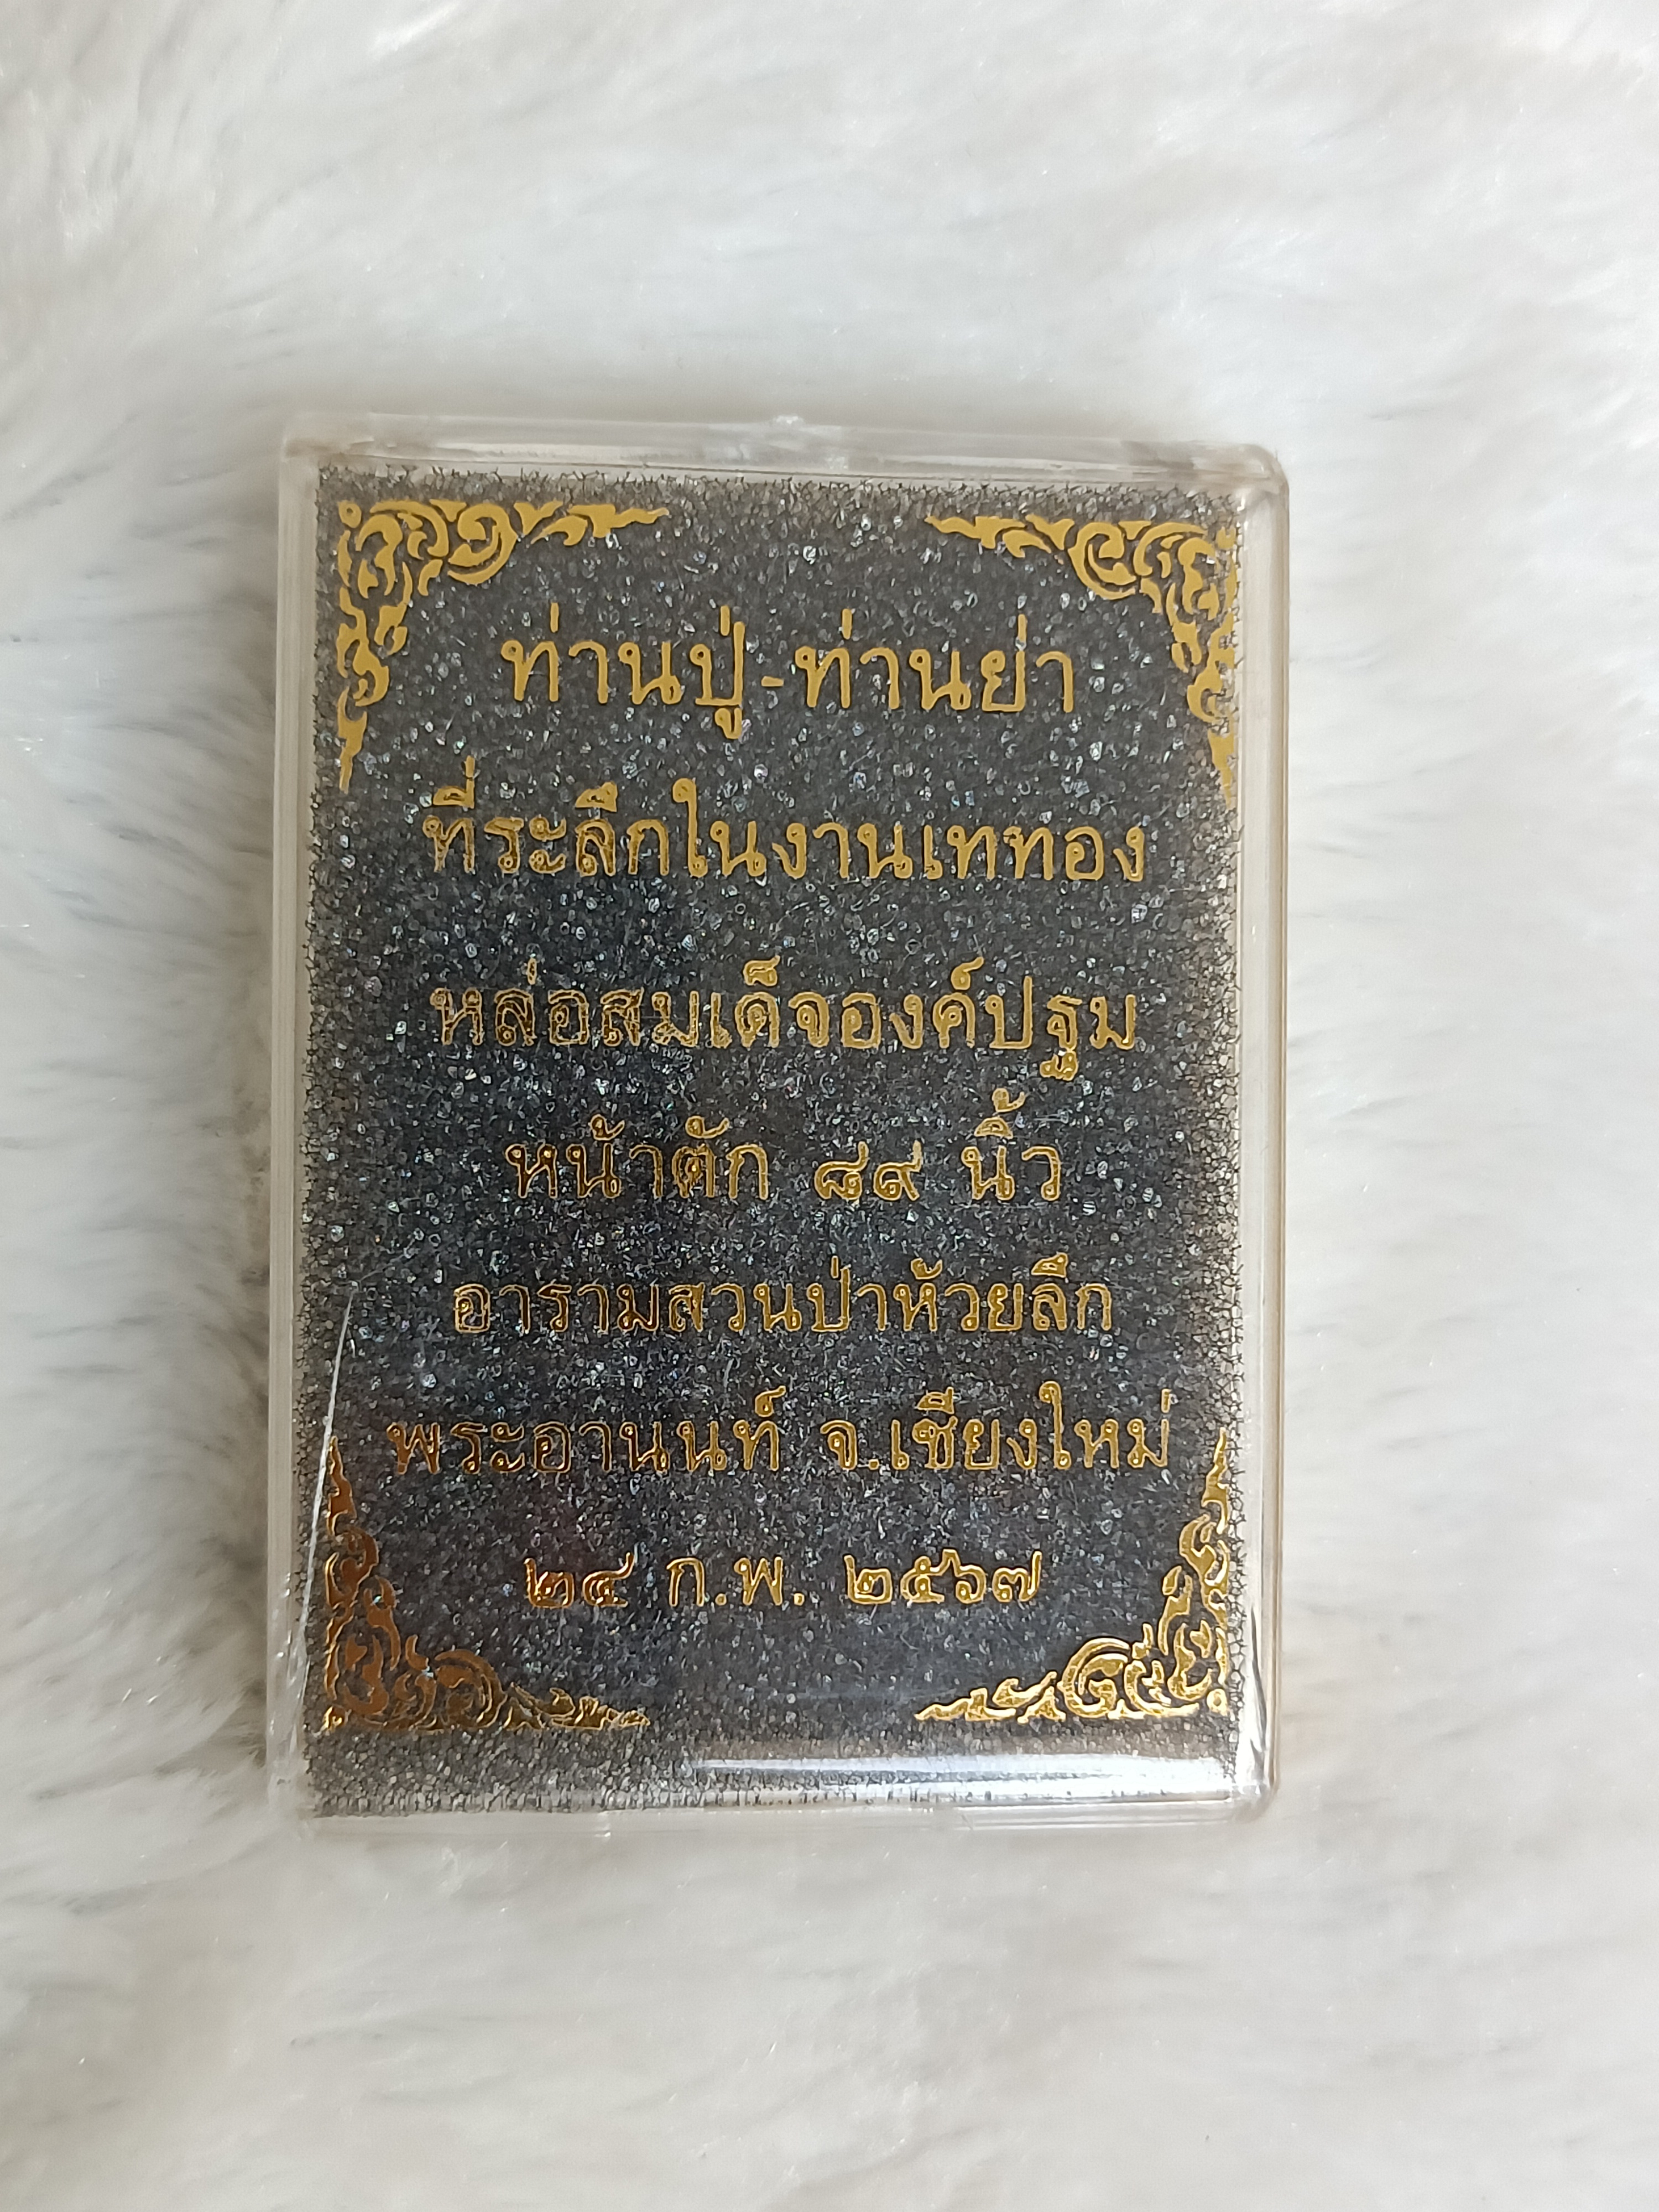 ท่านปู่-ท่านย่า
ที่ระลึกในงานเททอง
หล่อสมเด็จองค์ปฐม
หน้าตัก ๘๙ นิ้ว
อารามสวนป่าห้วยลึก
พระอานนท์ จ.เชียงใหม่
๒๔ ก.พ. ๒๕๖๗